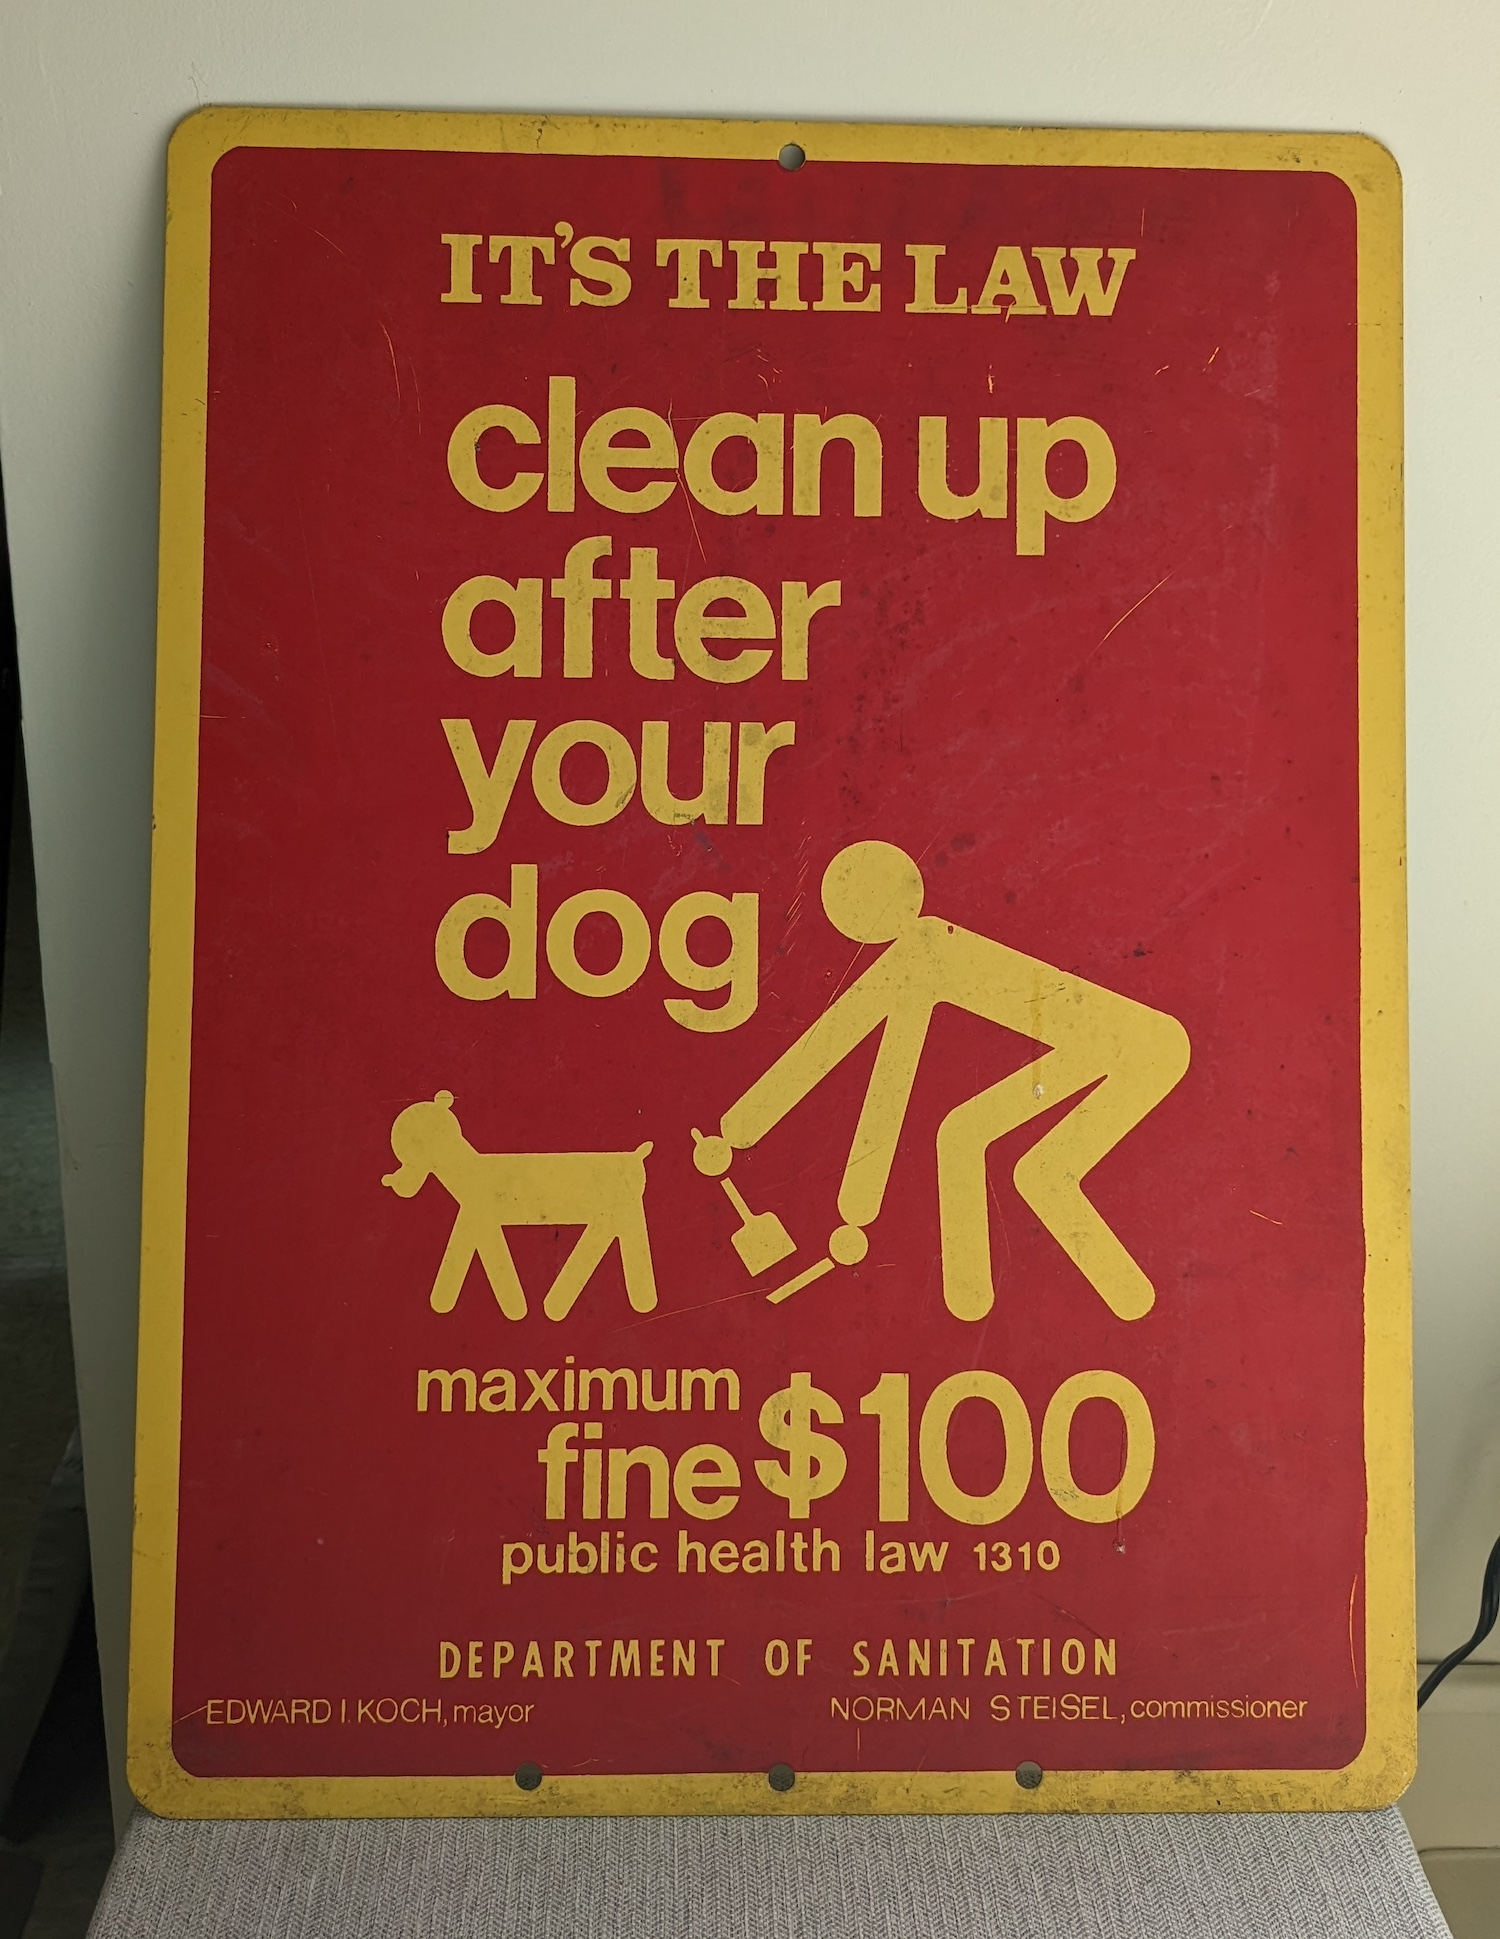 IT'S THE LAW
clean up
after
your
dog
maximum
fine $100
public health law 1310
DEPARTMENT OF SANITATION
EDWARD I. KOCH, mayor
NORMAN STEISEL, commissioner